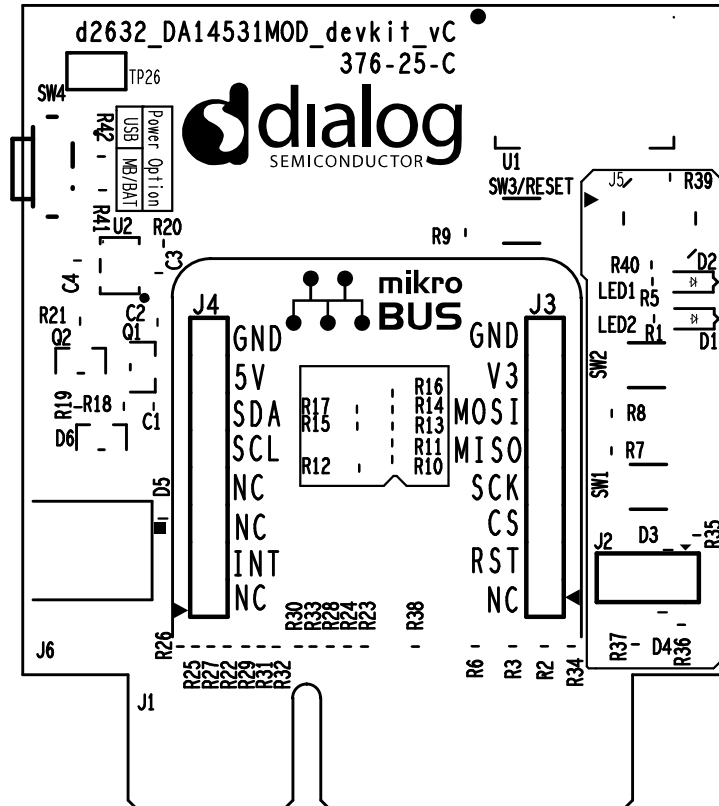 d2632_DA14531MOD_devkit_vC
376-25-C
TP26
SW4
dialog
SEMICONDUCTOR
R42
Power Option
USB MB/BAT
U1
SW3/RESET
J5
R39
R41
U2
R20
R9
C4
C3
R40
D2
LED1
R5
mikro
BUS
J4
J3
R21
C2
Q2
Q1
LED2
R1
D1
GND
GND
5V
V3
SW2
R16
R19
R18
C1
SDA
R17
R14
MOSI
R8
R15
R13
D6
SCL
R11
MISO
R7
R12
R10
D5
NC
SCK
SW1
NC
CS
D3
R35
J2
INT
RST
NC
NC
R30
R33
R28
R24
R23
R38
J6
R26
R25
R27
R22
R29
R31
R32
R6
R3
R2
R34
R37
D4
R36
J1